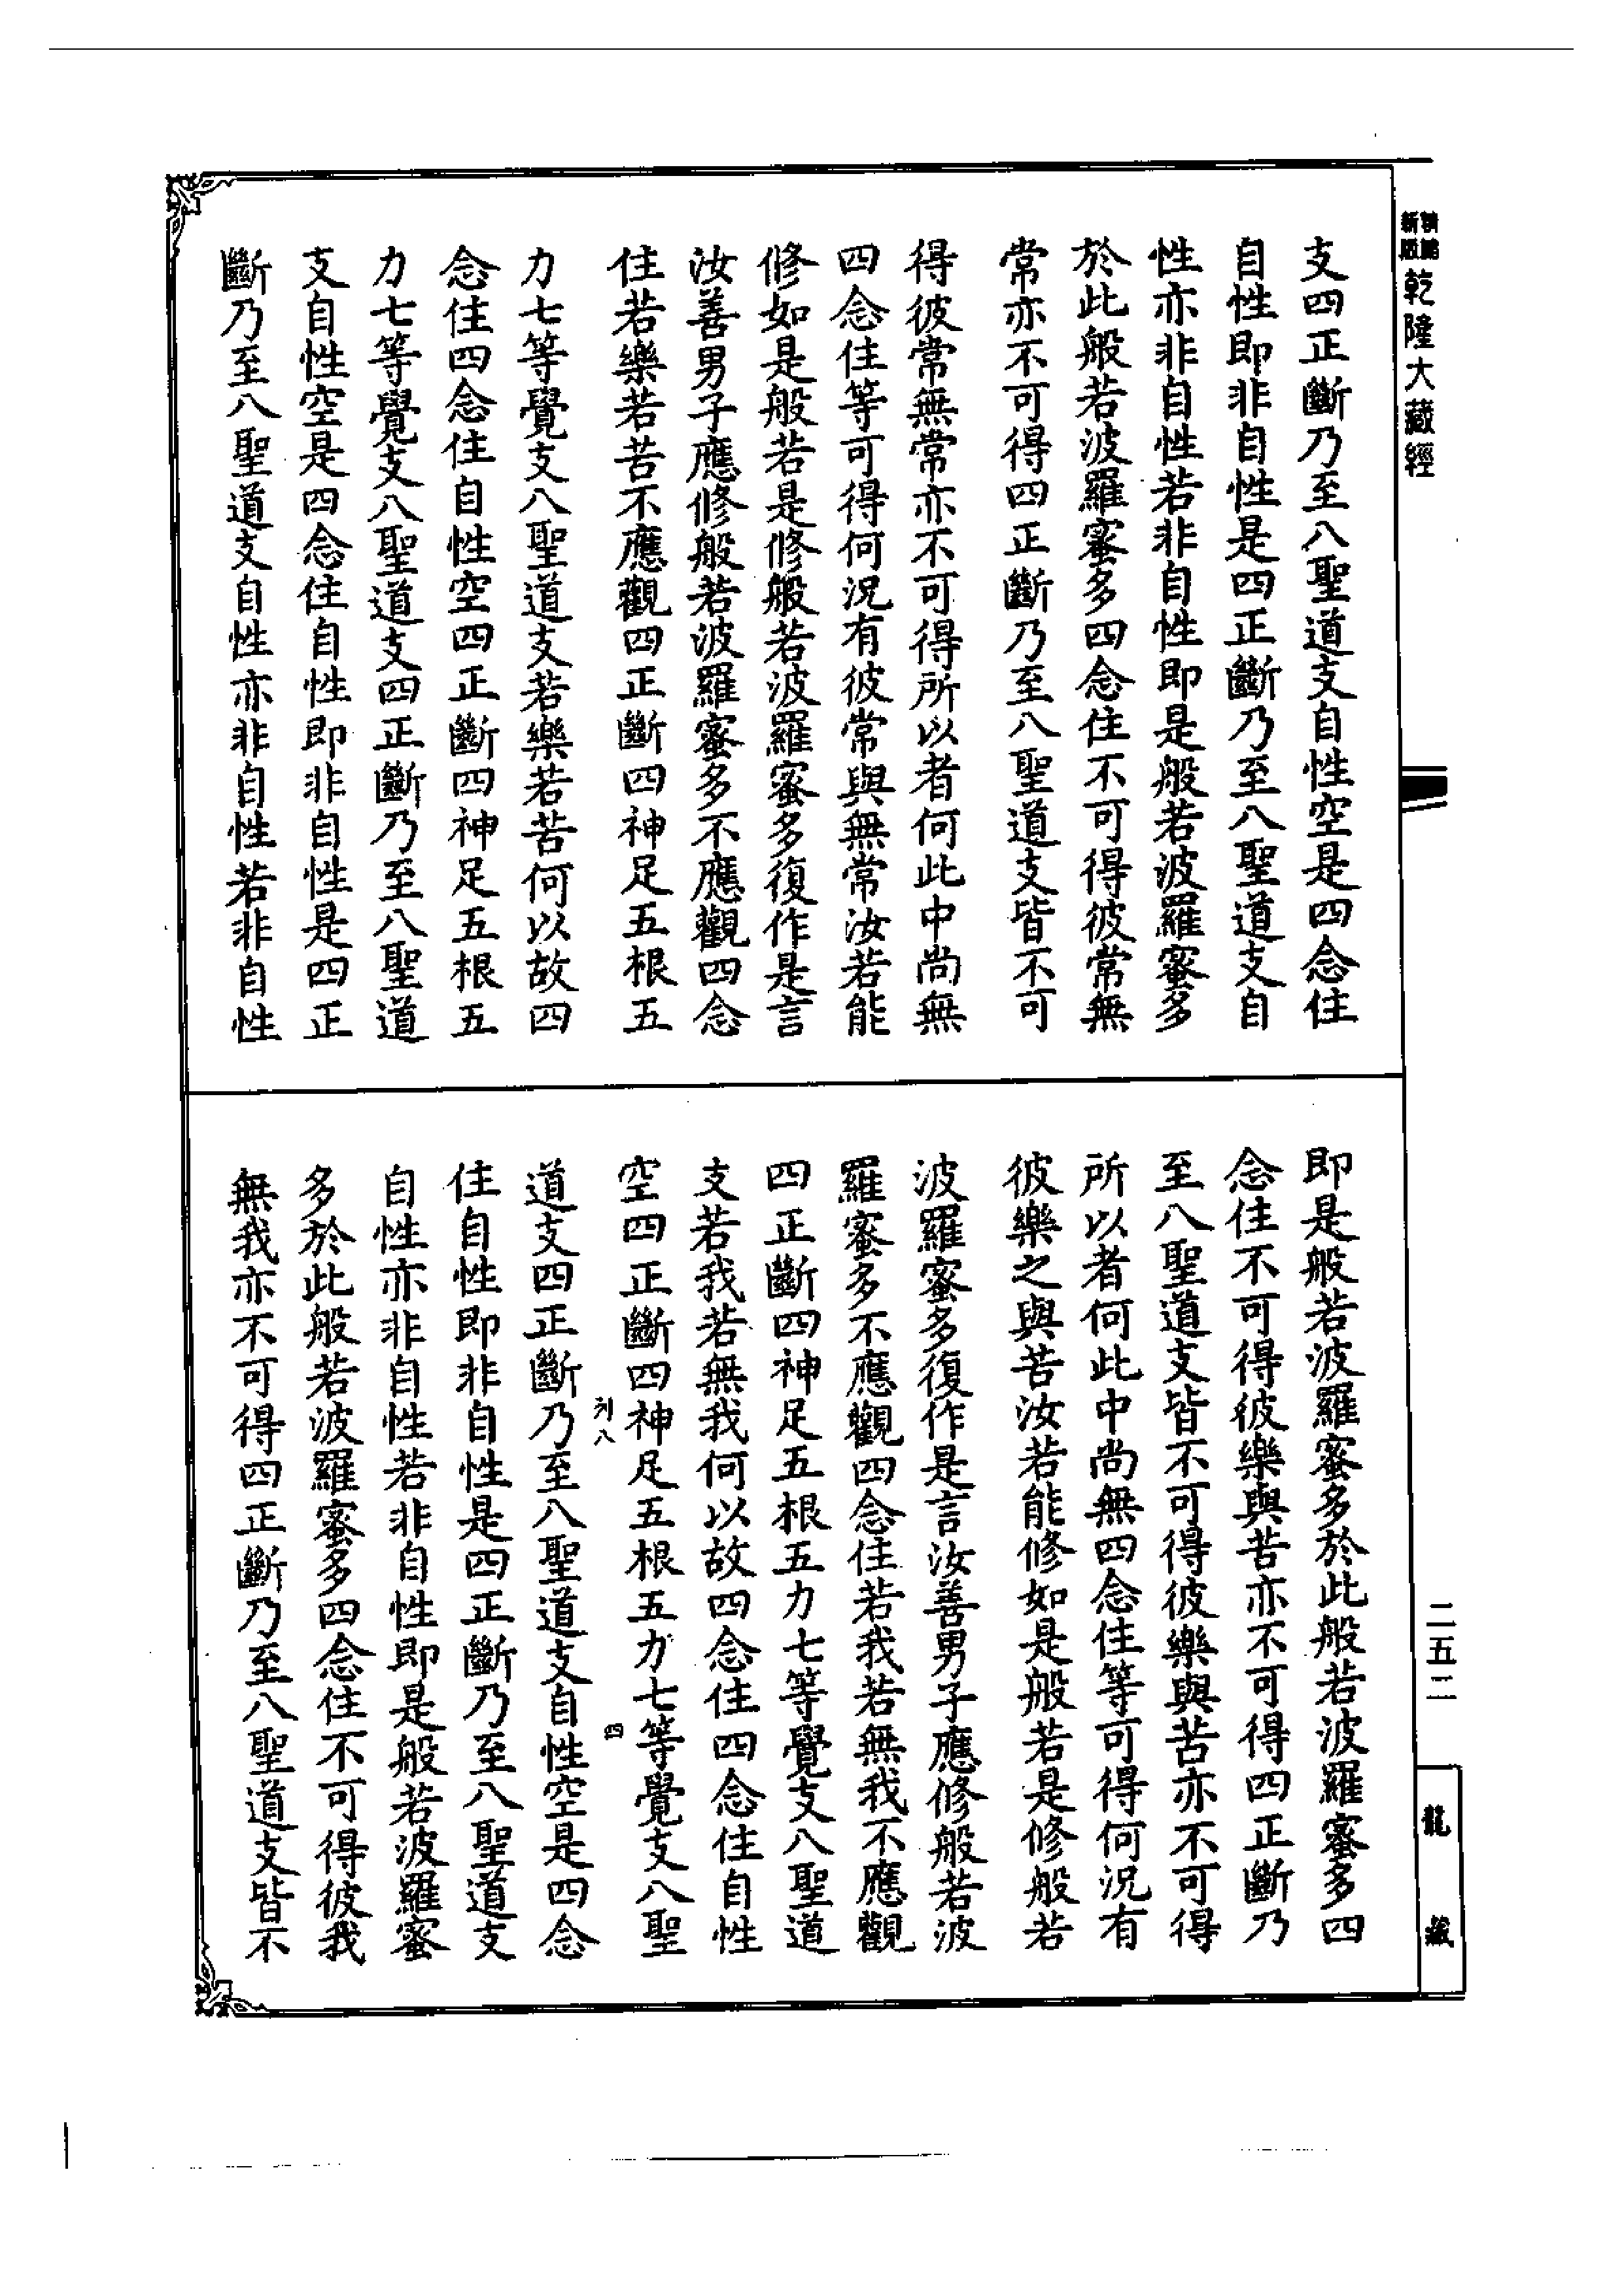 乾隆大藏經
支四正斷乃至八聖道支自性空是四念住
自性即非自性是四正斷乃至八聖道支自
性亦非自性若非自性即是般若波羅蜜多
於此般若波羅蜜多四念住不可得彼常無
常亦不可得四正斷乃至八聖道支皆不可
得彼常無常亦不可得所以者何此中尚無
四念住等可得何況有彼常與無常汝若能
修如是般若是修般若波羅蜜多復作是言
汝善男子應修般若波羅蜜多不應觀四念
住若樂若苦不應觀四正斷四神足五根五
力七等覺支八聖道支若樂若苦何以故四
念住四念住自性空四正斷四神足五根五
力七等覺支八聖道支四正斷乃至八聖道
支自性空是四念住自性即非自性是四正
斷乃至八聖道支自性亦非自性若非自性
即是般若波羅蜜多於此般若波羅蜜多四
念住不可得彼樂與苦亦不可得四正斷乃
至八聖道支皆不可得彼樂與苦亦不可得
所以者何此中尚無四念住等可得何況有
彼樂之與苦汝若能修如是般若是修般若
波羅蜜多復作是言汝善男子應修般若波
羅蜜多不應觀四念住若我若無我不應觀
四正斷四神足五根五力七等覺支八聖道
支若我若無我何以故四念住四念住自性
空四正斷四神足五根五力七等覺支八聖
列八
四
道支四正斷乃至八聖道支自性空是四念
住自性即非自性是四正斷乃至八聖道支
自性亦非自性若非自性即是般若波羅蜜
多於此般若波羅蜜多四念住不可得彼我
無我亦不可得四正斷乃至八聖道支皆不
二五二
龍藏